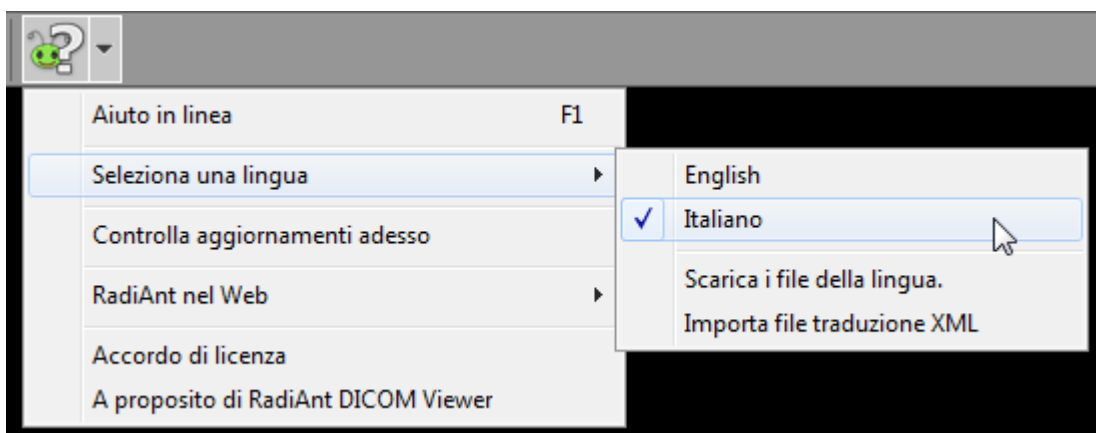 Aiuto in linea F1
Seleziona una lingua
Controlla aggiornamenti adesso
RadiAnt nel Web
Accordo di licenza
A proposito di RadiAnt DICOM Viewer
English
Italiano
Scarica i file della lingua.
Importa file traduzione XML